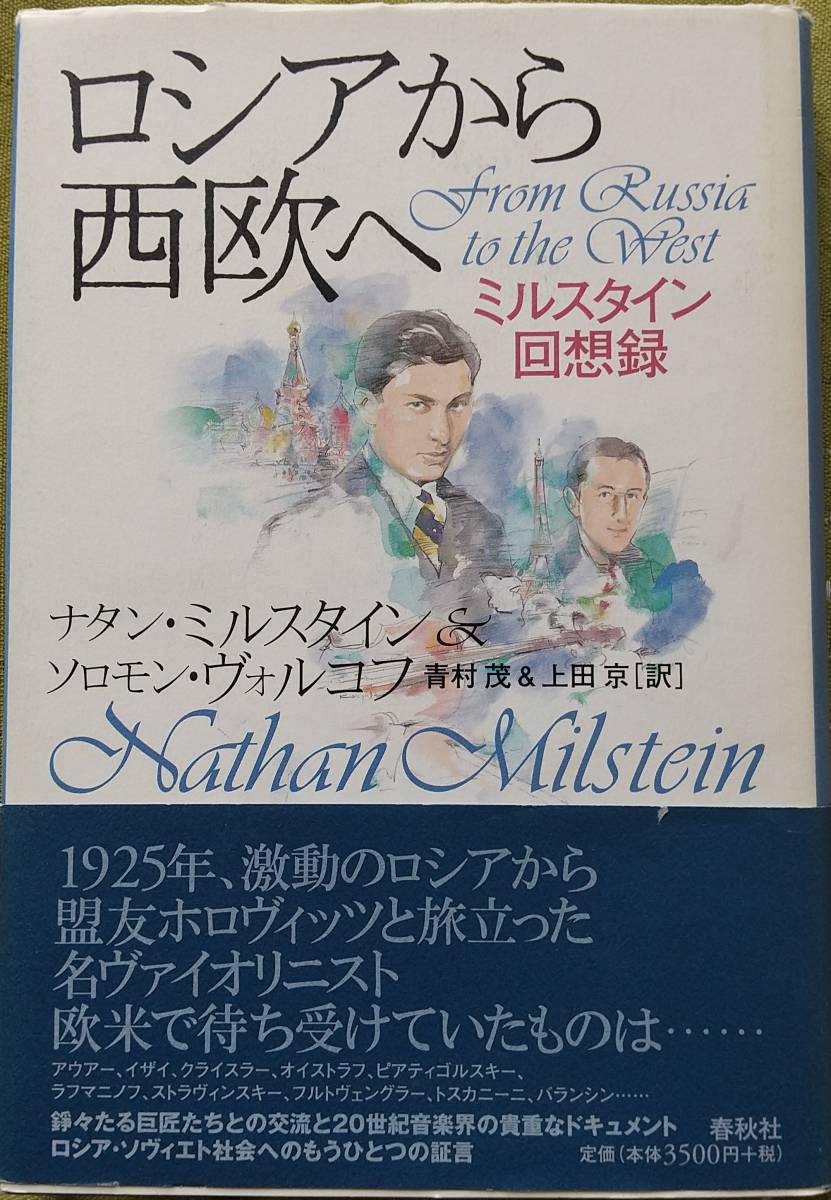 ロシアから
西欧へ
From Russia
to the West
ミルスタイン
回想録
ナタン・ミルスタイン&
ソロモン・ヴォルコフ 青村 茂&上田 京[訳]
Nathan Milstein
1925年、激動のロシアから
盟友ホロヴィッツと旅立った
名ヴァイオリニスト
欧米で待ち受けていたものは……
アウアー、イザイ、クライスラー、オイストラフ、ピアティゴルスキー、
ラフマニノフ、ストラヴィンスキー、フルトヴェングラー、トスカニーニ、バランシン……
錚々たる巨匠たちとの交流と20世紀音楽界の貴重なドキュメント
ロシア・ソヴィエト社会へのもうひとつの証言
春秋社
定価(本体3500円+税)